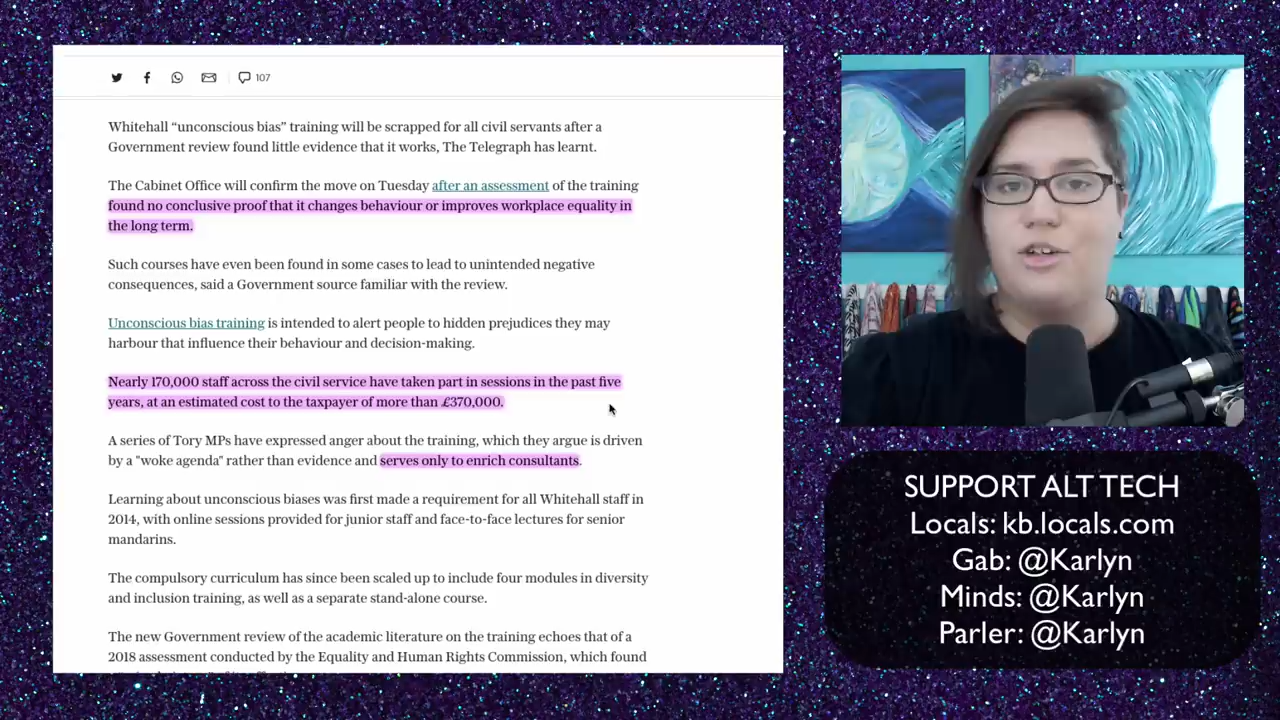 107
Whitehall “unconscious bias” training will be scrapped for all civil servants after a
Government review found little evidence that it works, The Telegraph has learnt.
The Cabinet Office will confirm the move on Tuesday after an assessment of the training
found no conclusive proof that it changes behaviour or improves workplace equality in
the long term.
Such courses have even been found in some cases to lead to unintended negative
consequences, said a Government source familiar with the review.
Unconscious bias training is intended to alert people to hidden prejudices they may
harbour that influence their behaviour and decision-making.
Nearly 170,000 staff across the civil service have taken part in sessions in the past five
years, at an estimated cost to the taxpayer of more than £370,000.
A series of Tory MPs have expressed anger about the training, which they argue is driven
by a "woke agenda" rather than evidence and serves only to enrich consultants.
Learning about unconscious biases was first made a requirement for all Whitehall staff in
2014, with online sessions provided for junior staff and face-to-face lectures for senior
mandarins.
The compulsory curriculum has since been scaled up to include four modules in diversity
and inclusion training, as well as a separate stand-alone course.
The new Government review of the academic literature on the training echoes that of a
2018 assessment conducted by the Equality and Human Rights Commission, which found
SUPPORT ALT TECH
Locals: kb.locals.com
Gab: @Karlyn
Minds: @Karlyn
Parler: @Karlyn